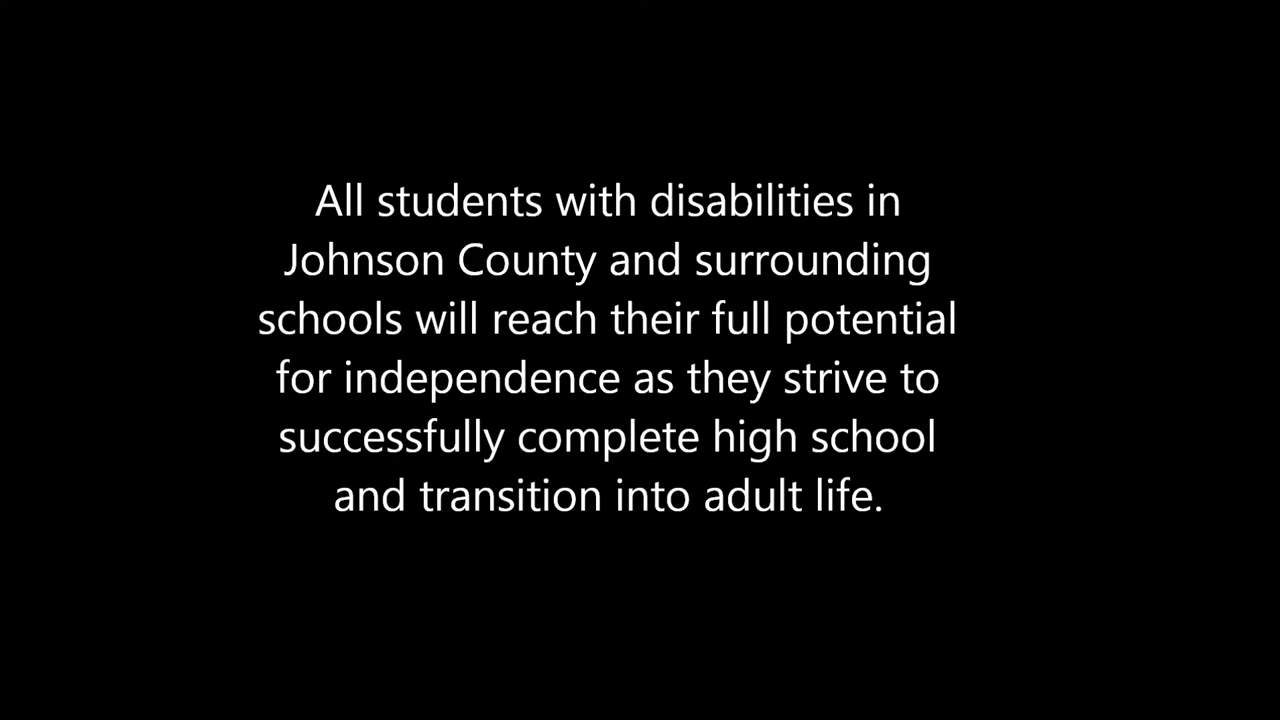 All students with disabilities in
Johnson County and surrounding
schools will reach their full potential
for independence as they strive to
successfully complete high school
and transition into adult life.